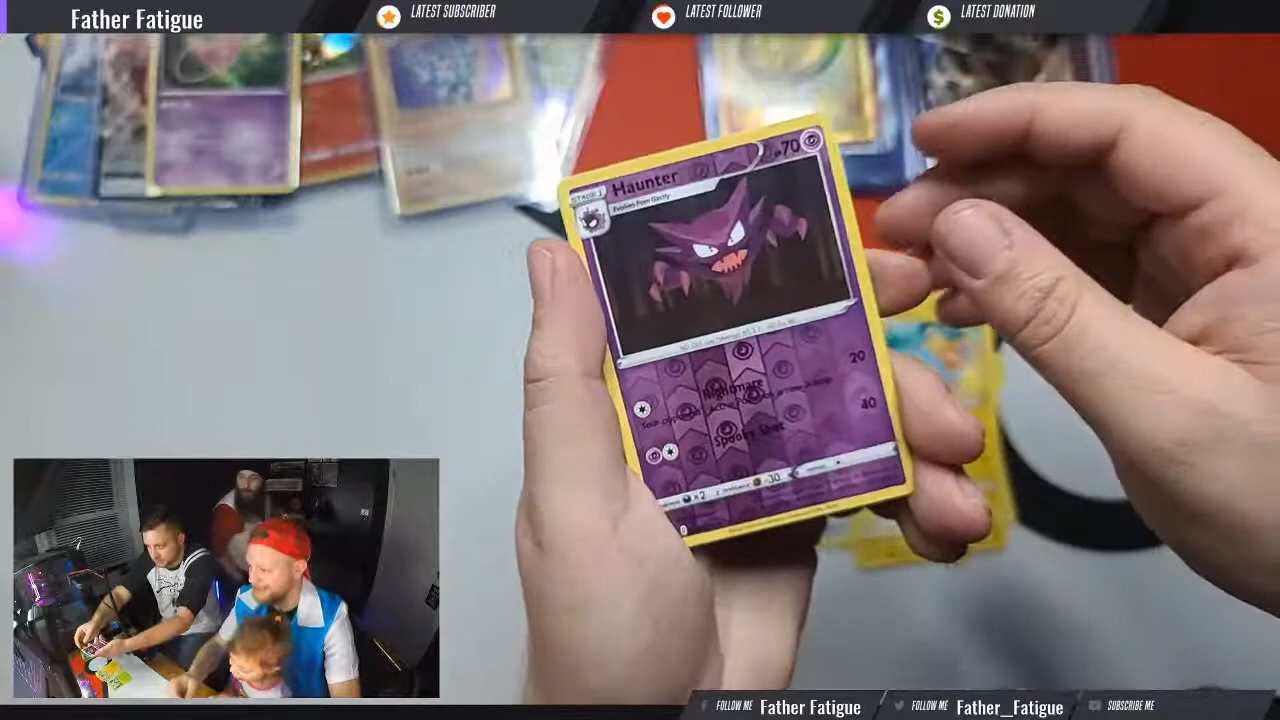 Father Fatigue
LATEST SUBSCRIBER
LATEST FOLLOWER
LATEST DONATION
STAGE 1
Haunter
70
Evolves from Gastly
Nightmare
20
Spooky Shot
40
x2
-30
FOLLOW ME
Father Fatigue
FOLLOW ME
Father_Fatigue
SUBSCRIBE ME